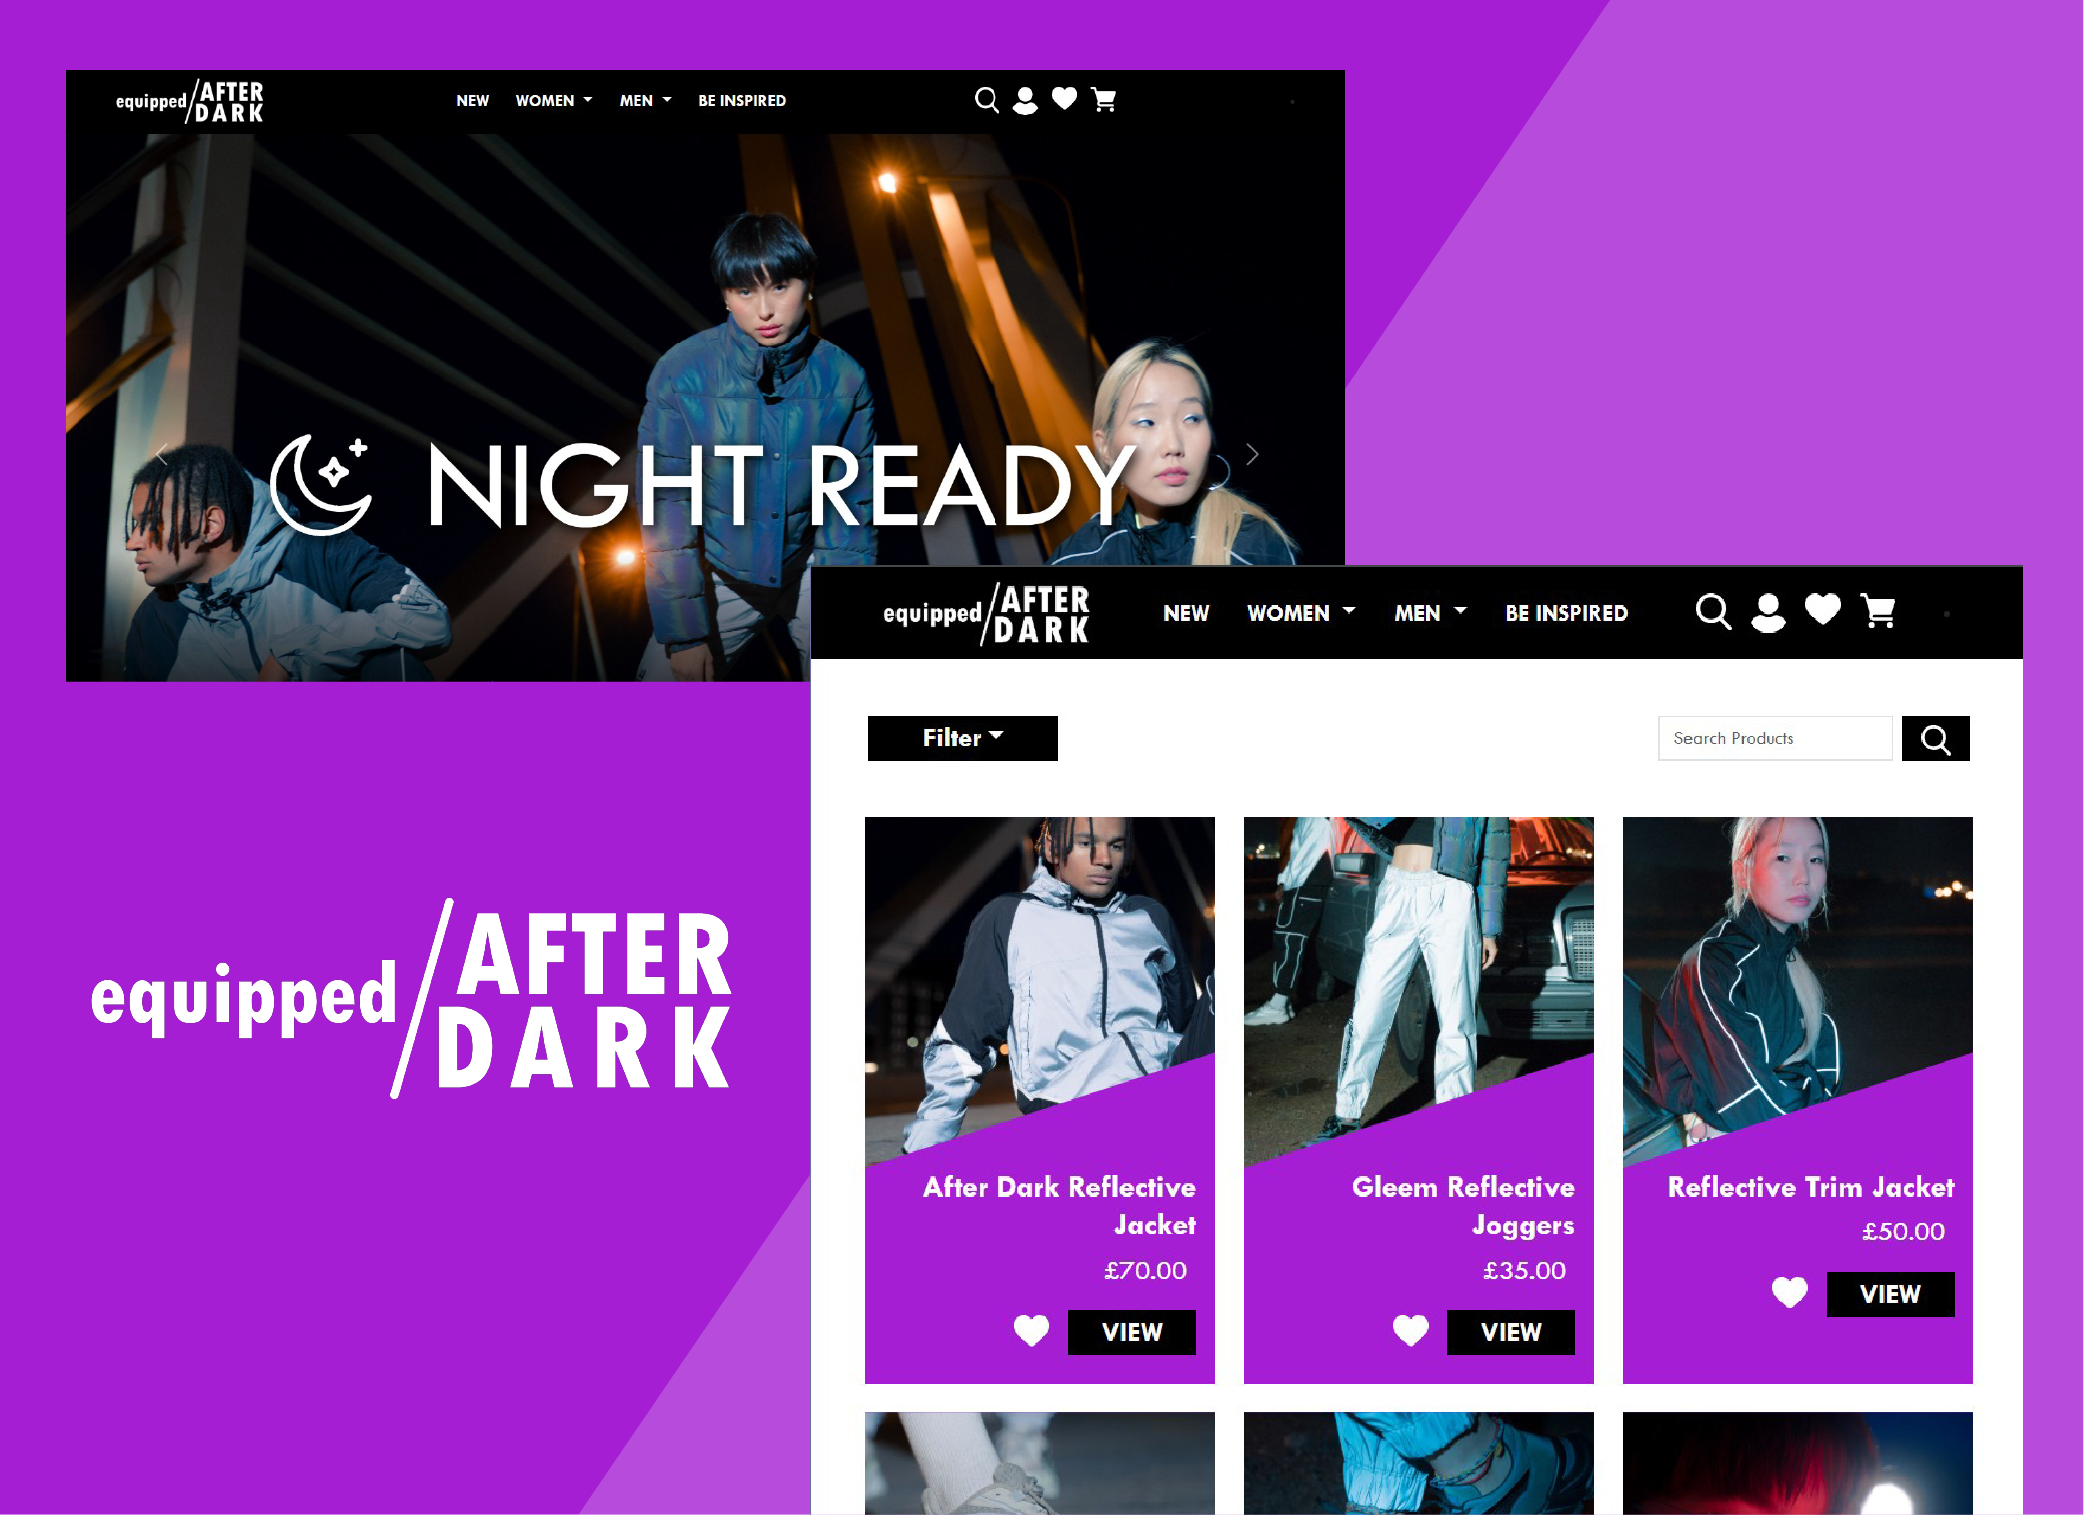 equipped/AFTER
DARK
NEW WOMEN MEN BE INSPIRED
NIGHT READY
equipped/AFTER
DARK
NEW WOMEN MEN BE INSPIRED
Filter
Search Products
equipped/AFTER
DARK
After Dark Reflective
Jacket
£70.00
VIEW
Gleem Reflective
Joggers
£35.00
VIEW
Reflective Trim Jacket
£50.00
VIEW